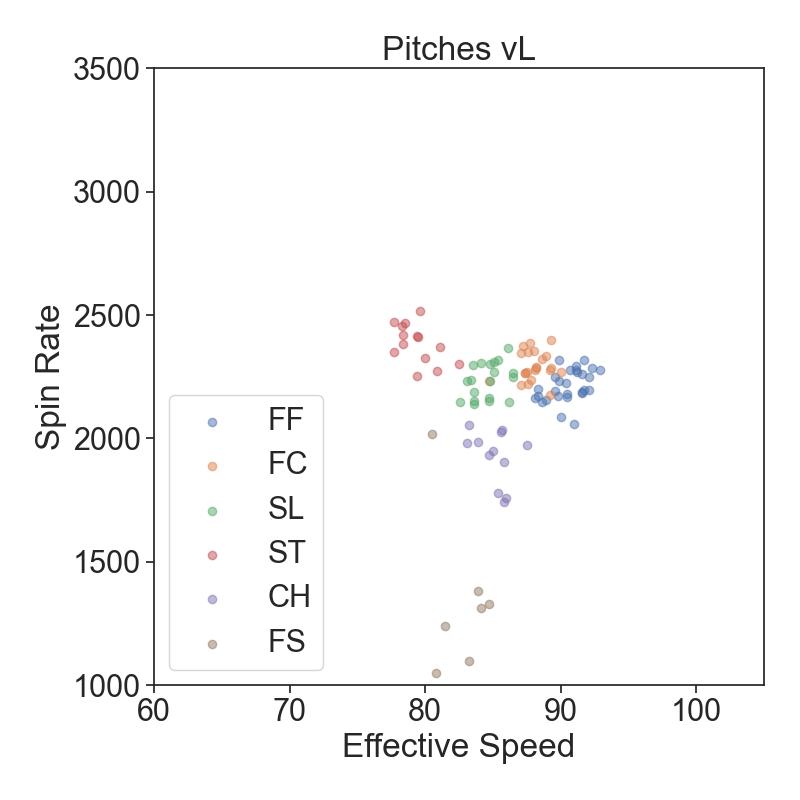 Pitches vL
3500
3000
2500
2000
1500
1000
Spin Rate
FF
FC
SL
ST
CH
FS
60 70 80 90 100
Effective Speed